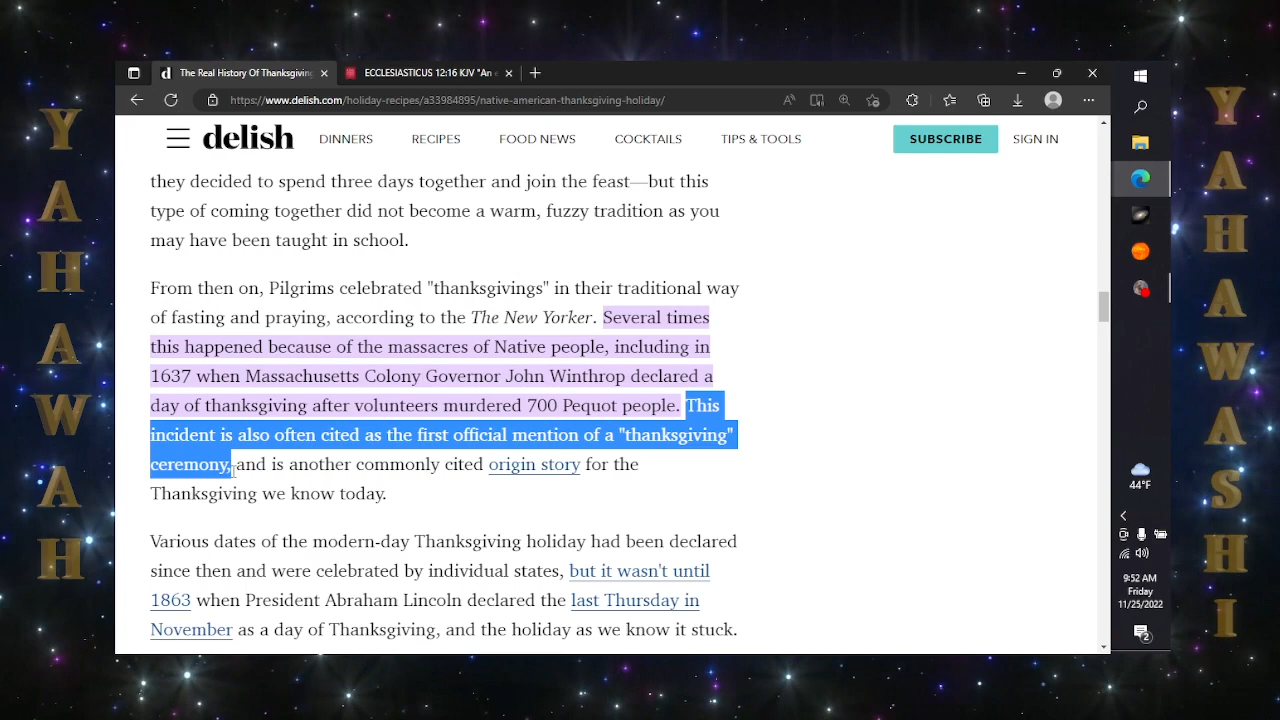 YAHAWAH
The Real History Of Thanksgiving
ECCLESIASTICUS 12:16 KJV "An e
https://www.delish.com/holiday-recipes/a33984895/native-american-thanksgiving-holiday/
delish DINNERS RECIPES FOOD NEWS COCKTAILS TIPS & TOOLS SUBSCRIBE SIGN IN
they decided to spend three days together and join the feast—but this
type of coming together did not become a warm, fuzzy tradition as you
may have been taught in school.
From then on, Pilgrims celebrated "thanksgivings" in their traditional way
of fasting and praying, according to the The New Yorker. Several times
this happened because of the massacres of Native people, including in
1637 when Massachusetts Colony Governor John Winthrop declared a
day of thanksgiving after volunteers murdered 700 Pequot people. This
incident is also often cited as the first official mention of a "thanksgiving"
ceremony, and is another commonly cited origin story for the
Thanksgiving we know today.
Various dates of the modern-day Thanksgiving holiday had been declared
since then and were celebrated by individual states, but it wasn't until
1863 when President Abraham Lincoln declared the last Thursday in
November as a day of Thanksgiving, and the holiday as we know it stuck.
44°F
9:52 AM
Friday
11/25/2022
2
YAHAWASHI